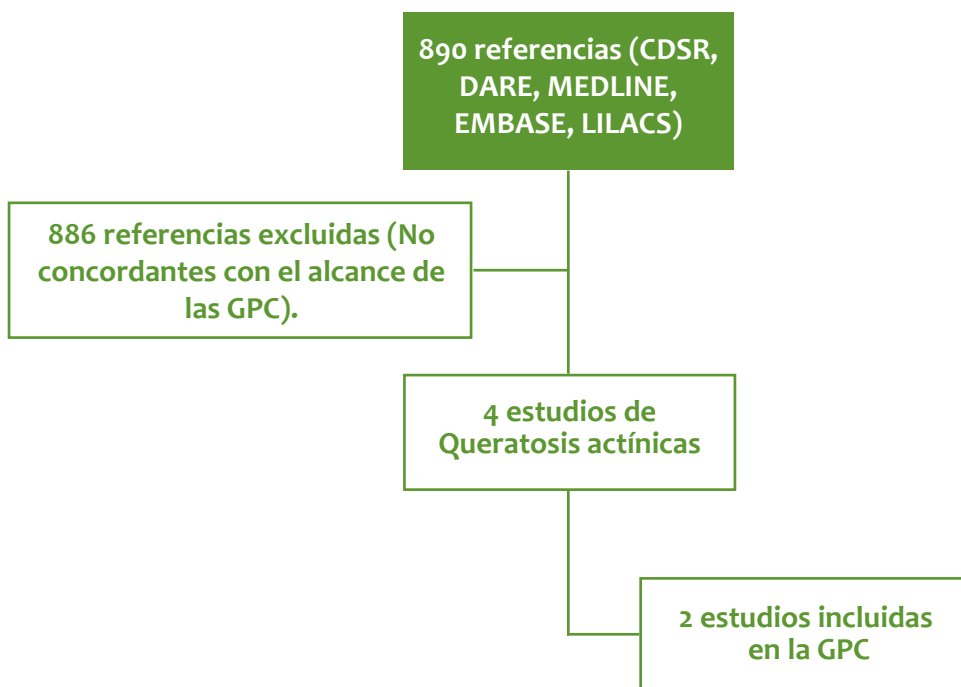 890 referencias (CDSR,
DARE, MEDLINE,
EMBASE, LILACS)
886 referencias excluidas (No
concordantes con el alcance de
las GPC).
4 estudios de
Queratosis actínicas
2 estudios incluidas
en la GPC